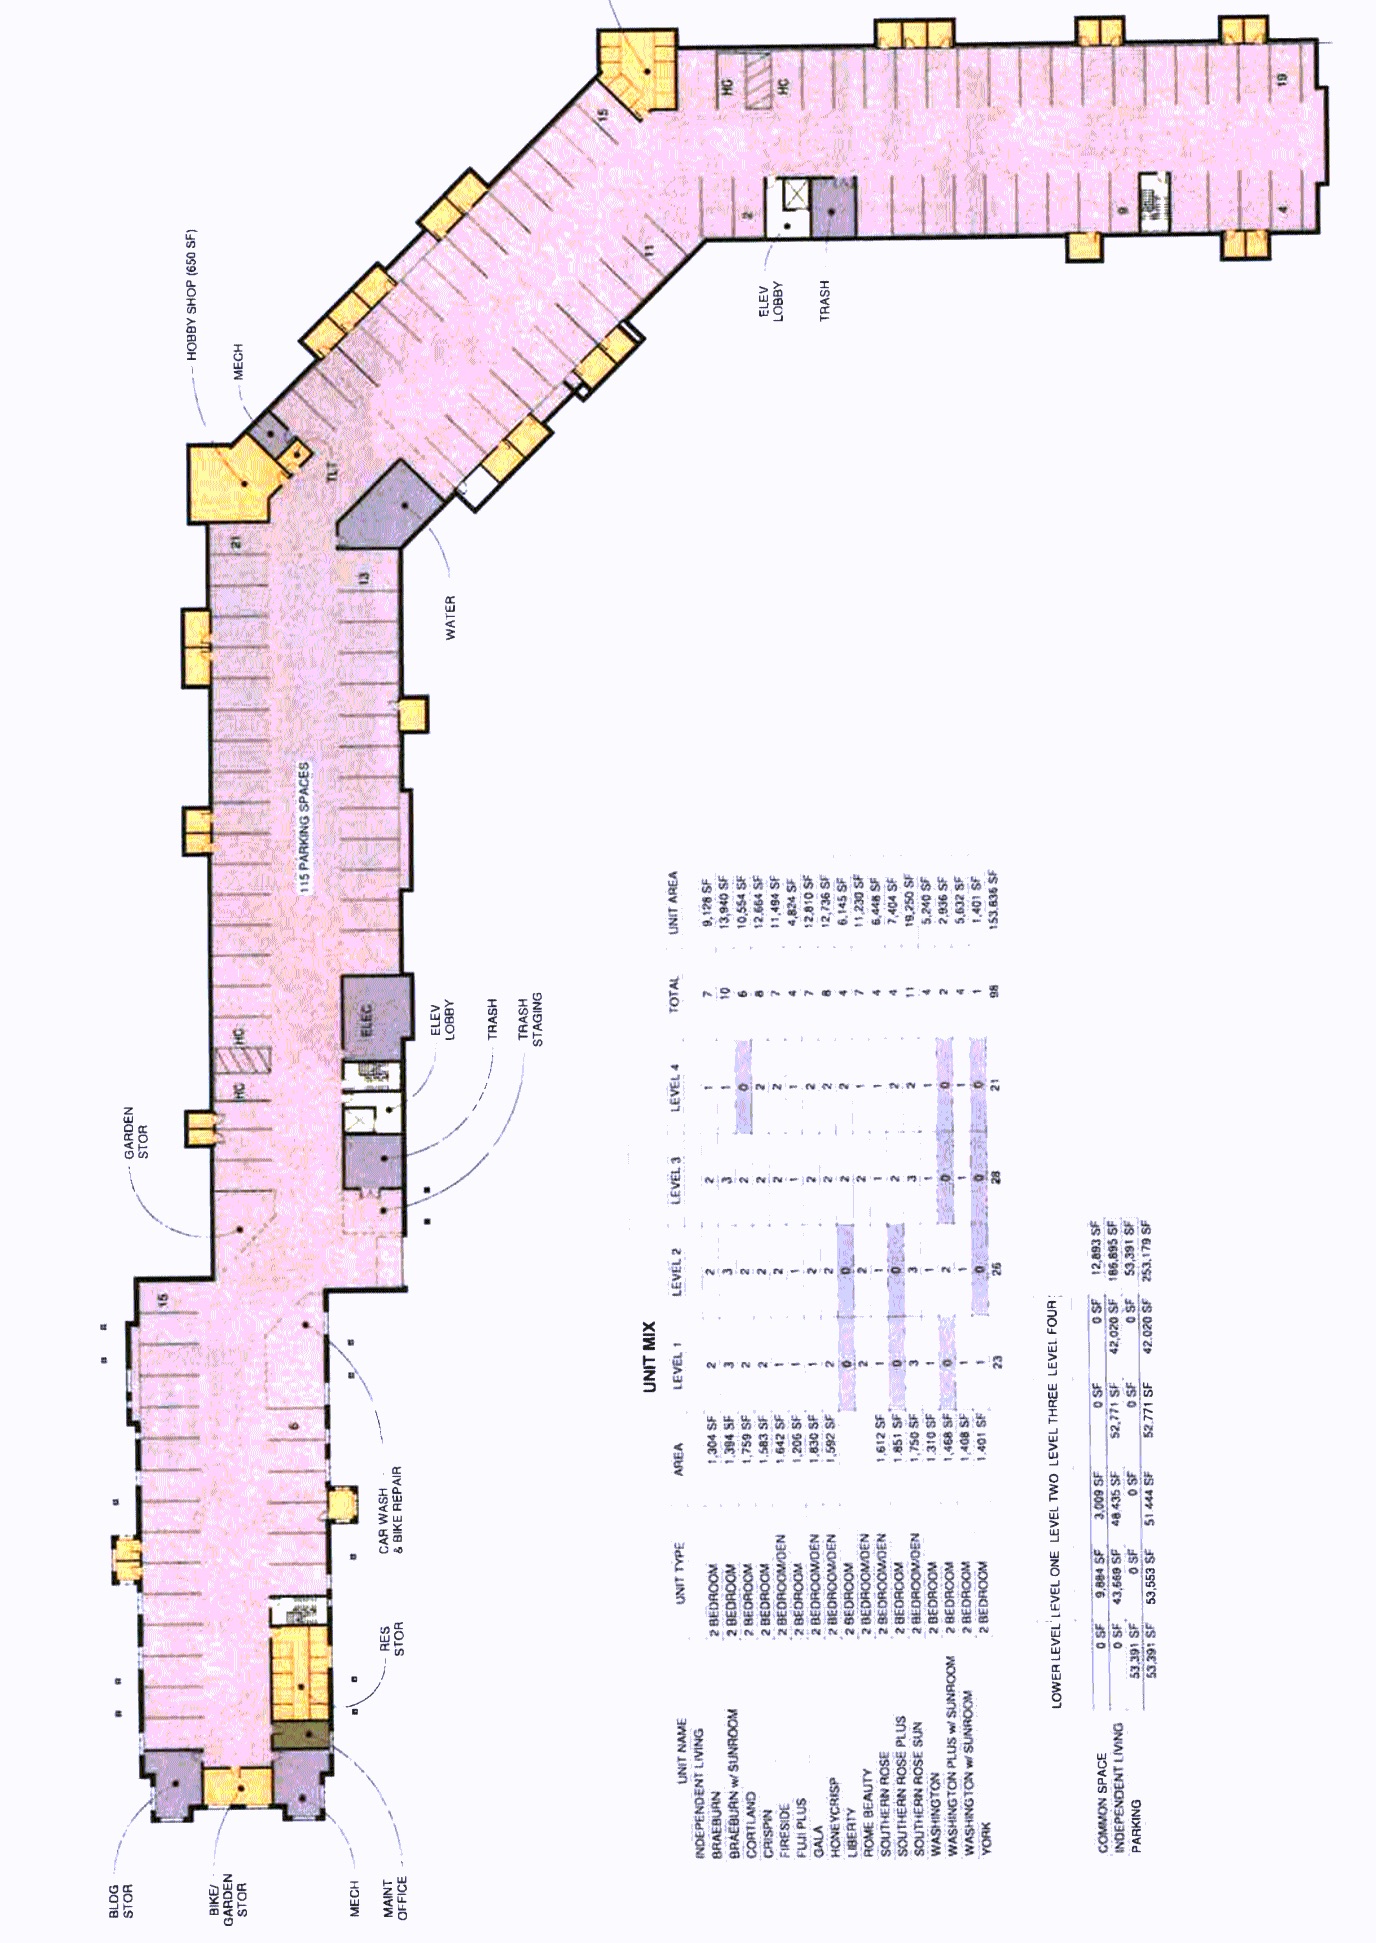 BLDG
STOR
BIKE/
GARDEN
STOR
MECH
MAINT
OFFICE
RES
STOR
CAR WASH
& BIKE REPAIR
15
6
GARDEN
STOR
HC
HC
ELEC
ELEV
LOBBY
TRASH
TRASH
STAGING
115 PARKING SPACES
21
13
WATER
HOBBY SHOP (650 SF)
MECH
TLT
15
11
HC
HC
19
2
9
4
ELEV
LOBBY
TRASH
UNIT MIX
UNIT NAME UNIT TYPE AREA LEVEL 1 LEVEL 2 LEVEL 3 LEVEL 4 TOTAL UNIT AREA
INDEPENDENT LIVING
BRAEBURN 2 BEDROOM 1,304 SF 2 2 2 1 7 9,128 SF
BRAEBURN w/ SUNROOM 2 BEDROOM/DEN 1,394 SF 3 3 3 1 10 13,940 SF
CORTLAND 2 BEDROOM 1,759 SF 2 2 2 0 6 10,554 SF
CRISPIN 2 BEDROOM 1,583 SF 2 2 2 2 8 12,664 SF
FIRESIDE 2 BEDROOM/DEN 1,642 SF 1 2 2 2 7 11,494 SF
FUJI PLUS 2 BEDROOM 1,206 SF 1 1 1 1 4 4,824 SF
GALA 2 BEDROOM/DEN 1,830 SF 1 2 2 2 7 12,810 SF
HONEYCRISP 2 BEDROOM/DEN 1,592 SF 2 2 2 2 8 12,736 SF
LIBERTY 2 BEDROOM 0 0 2 2 4 6,145 SF
ROME BEAUTY 2 BEDROOM/DEN 2 2 2 1 7 11,230 SF
SOUTHERN ROSE 2 BEDROOM/DEN 1,612 SF 1 1 1 1 4 6,448 SF
SOUTHERN ROSE PLUS 2 BEDROOM 1,851 SF 0 0 2 2 4 7,404 SF
SOUTHERN ROSE SUN 2 BEDROOM/DEN 1,750 SF 3 3 3 2 11 19,250 SF
WASHINGTON 2 BEDROOM 1,310 SF 1 1 1 1 4 5,240 SF
WASHINGTON PLUS w/ SUNROOM 2 BEDROOM 1,468 SF 0 2 0 0 2 2,936 SF
WASHINGTON w/ SUNROOM 2 BEDROOM 1,408 SF 1 1 1 1 4 5,632 SF
YORK 2 BEDROOM 1,401 SF 1 0 0 0 1 1,401 SF
23 26 28 21 98 153,836 SF
LOWER LEVEL LEVEL ONE LEVEL TWO LEVEL THREE LEVEL FOUR
COMMON SPACE 0 SF 9,884 SF 3,009 SF 0 SF 0 SF 12,893 SF
INDEPENDENT LIVING 0 SF 43,669 SF 48,435 SF 52,771 SF 42,020 SF 186,895 SF
PARKING 53,391 SF 0 SF 0 SF 0 SF 0 SF 53,391 SF
53,391 SF 53,553 SF 51,444 SF 52,771 SF 42,020 SF 253,179 SF